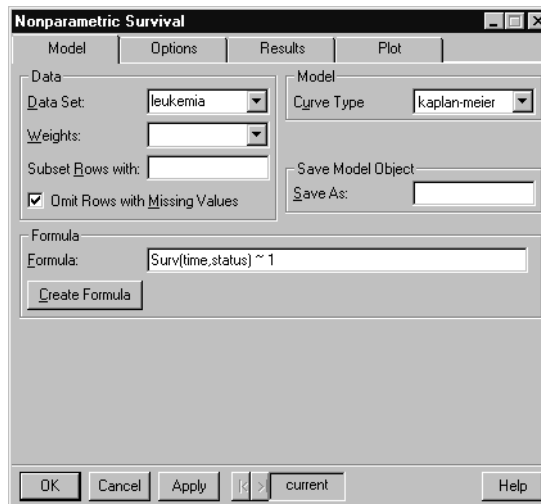 Nonparametric Survival
Model Options Results Plot
Data
Data Set: leukemia
Weights:
Subset Rows with:
Omit Rows with Missing Values
Model
Curve Type kaplan-meier
Save Model Object
Save As:
Formula
Formula: Surv(time,status) ~ 1
Create Formula
OK Cancel Apply current Help